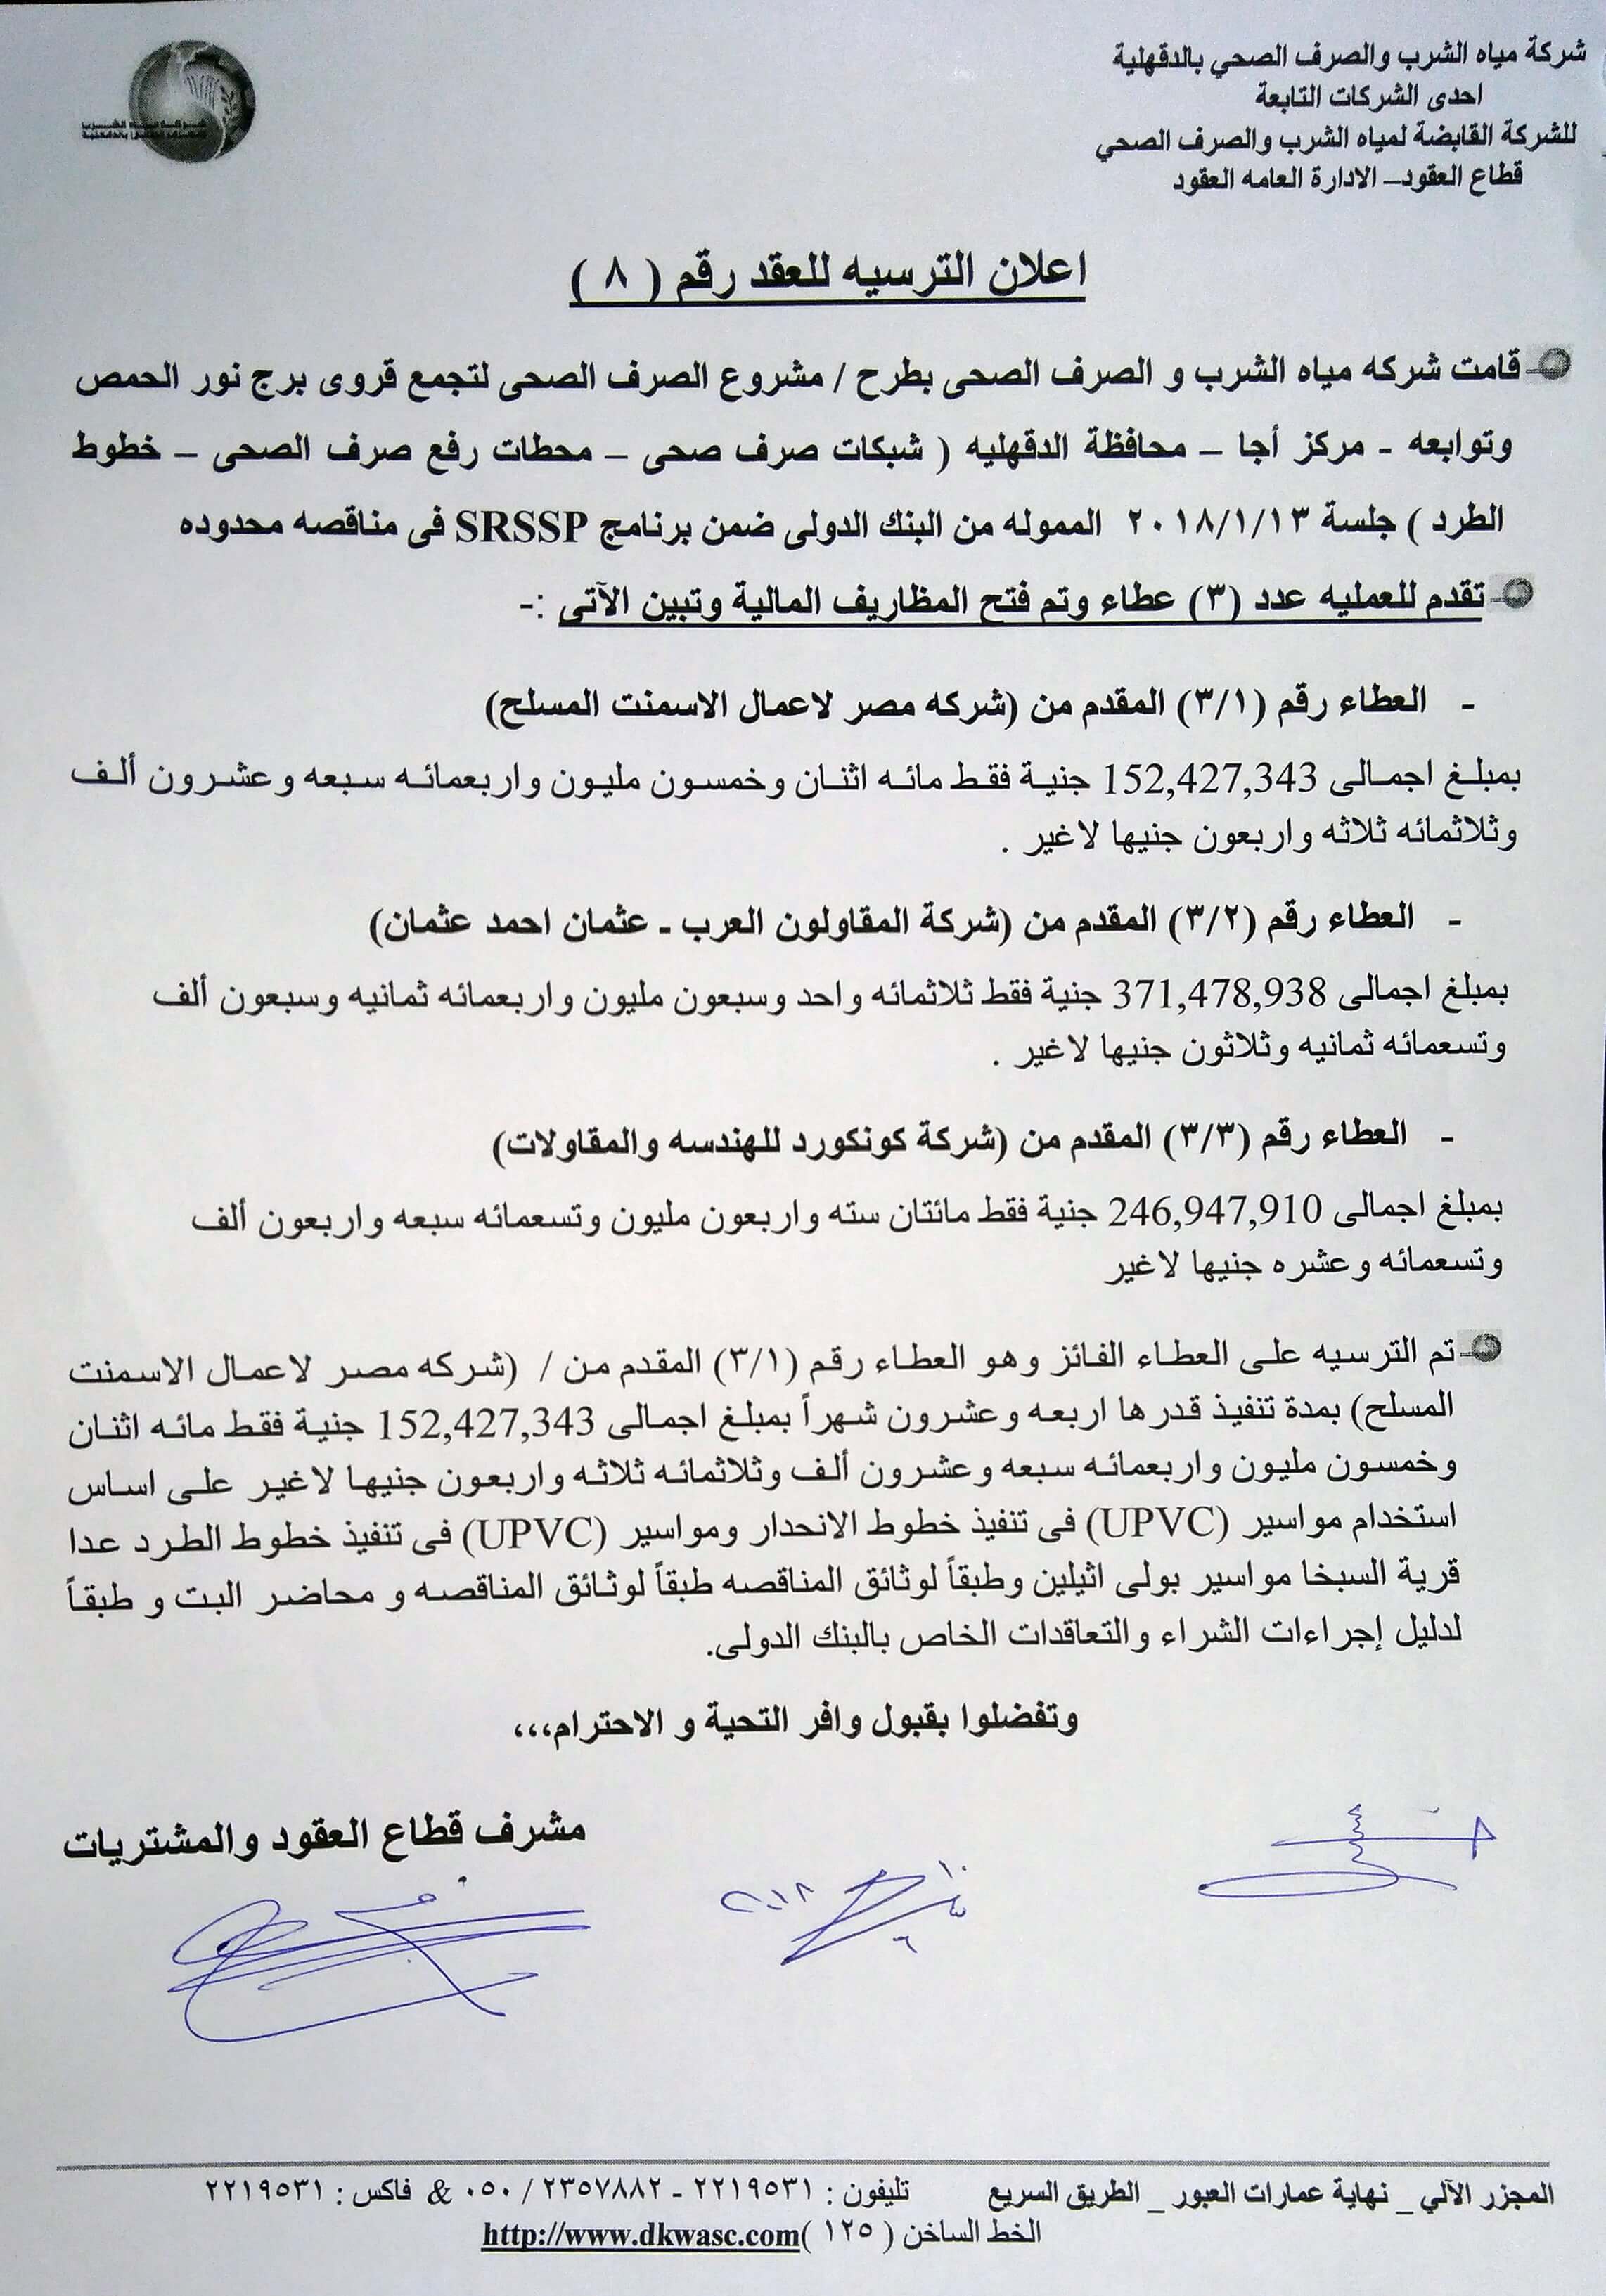 شركة مياه الشرب والصرف الصحي بالدقهلية
احدى الشركات التابعة
للشركة القابضة لمياه الشرب والصرف الصحي
قطاع العقود– الادارة العامه العقود
اعلان الترسيه للعقد رقم ( ٨ )
قامت شركه مياه الشرب و الصرف الصحى بطرح / مشروع الصرف الصحى لتجمع قروى برج نور الحمص
وتوابعه - مركز أجا – محافظة الدقهليه ( شبكات صرف صحى – محطات رفع صرف الصحى – خطوط
الطرد ) جلسة ٢٠١٨/١/١٣ المموله من البنك الدولى ضمن برنامج SRSSP فى مناقصه محدوده
تقدم للعمليه عدد (٣) عطاء وتم فتح المظاريف المالية وتبين الآتى :-
- العطاء رقم (٣/١) المقدم من (شركه مصر لاعمال الاسمنت المسلح)
بمبلغ اجمالى 152,427,343 جنية فقط مائه اثنان وخمسون مليون واربعمائه سبعه وعشرون ألف
وثلاثمائه ثلاثه واربعون جنيها لاغير .
- العطاء رقم (٣/٢) المقدم من (شركة المقاولون العرب - عثمان احمد عثمان)
بمبلغ اجمالى 371,478,938 جنية فقط ثلاثمائه واحد وسبعون مليون واربعمائه ثمانيه وسبعون ألف
وتسعمائه ثمانيه وثلاثون جنيها لاغير .
- العطاء رقم (٣/٣) المقدم من (شركة كونكورد للهندسه والمقاولات)
بمبلغ اجمالى 246,947,910 جنية فقط مائتان سته واربعون مليون وتسعمائه سبعه واربعون ألف
وتسعمائه وعشره جنيها لاغير
تم الترسيه على العطاء الفائز وهو العطاء رقم (٣/١) المقدم من / (شركه مصر لاعمال الاسمنت
المسلح) بمدة تنفيذ قدرها اربعه وعشرون شهراً بمبلغ اجمالى 152,427,343 جنية فقط مائه اثنان
وخمسون مليون واربعمائه سبعه وعشرون ألف وثلاثمائه ثلاثه واربعون جنيها لاغير على اساس
استخدام مواسير (UPVC) فى تنفيذ خطوط الانحدار ومواسير (UPVC) فى تنفيذ خطوط الطرد عدا
قرية السبخا مواسير بولى اثيلين وطبقاً لوثائق المناقصه طبقاً لوثائق المناقصه و محاضر البت و طبقاً
لدليل إجراءات الشراء والتعاقدات الخاص بالبنك الدولى.
وتفضلوا بقبول وافر التحية و الاحترام،،،
مشرف قطاع العقود والمشتريات
٢٠١٨
المجزر الآلي _ نهاية عمارات العبور _ الطريق السريع تليفون : ٢٢١٩٥٣١ - ٢٣٥٧٨٨٢ / ٠٥٠ & فاكس : ٢٢١٩٥٣١
الخط الساخن ( ١٢٥ )http://www.dkwasc.com